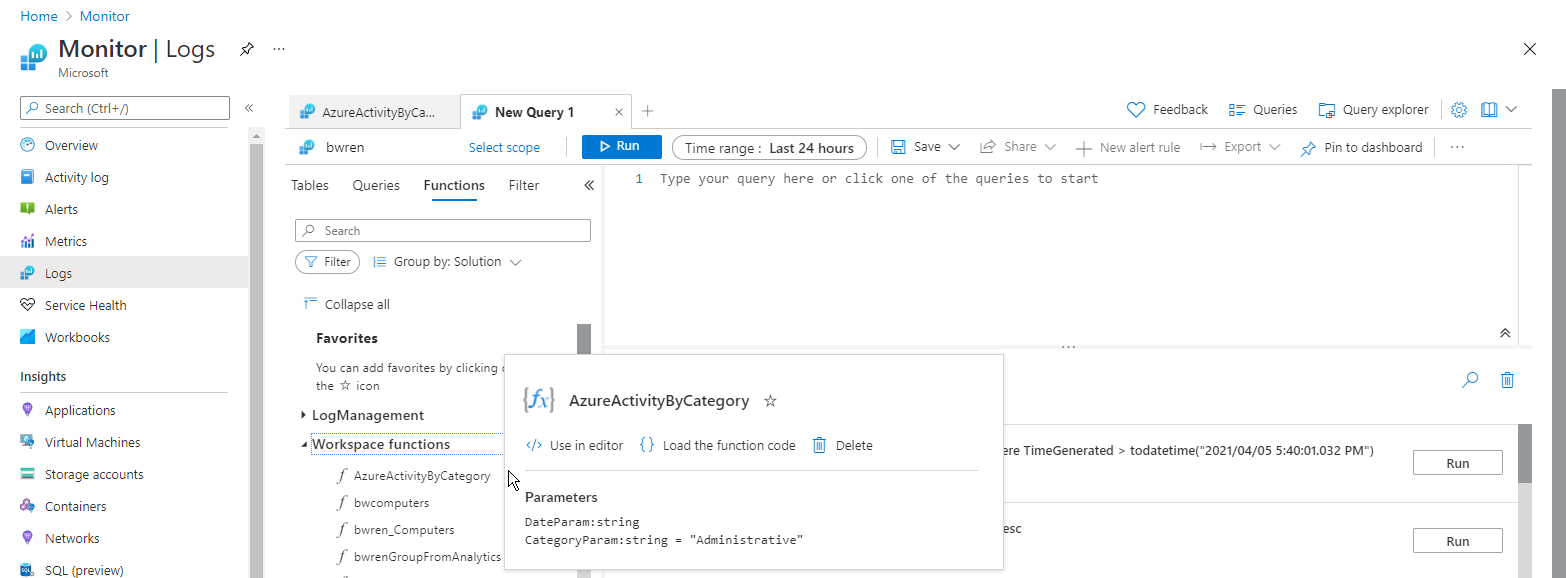 Home > Monitor
Monitor | Logs
Microsoft
Search (Ctrl+/)
Overview
Activity log
Alerts
Metrics
Logs
Service Health
Workbooks
Insights
Applications
Virtual Machines
Storage accounts
Containers
Networks
SQL (preview)
AzureActivityByCa...
New Query 1
Feedback
Queries
Query explorer
bwren
Select scope
Run
Time range : Last 24 hours
Save
Share
New alert rule
Export
Pin to dashboard
Tables
Queries
Functions
Filter
Search
Filter
Group by: Solution
Collapse all
Favorites
You can add favorites by clicking
the ☆ icon
LogManagement
Workspace functions
AzureActivityByCategory
bwcomputers
bwren_Computers
bwrenGroupFromAnalytics
1 Type your query here or click one of the queries to start
{fx} AzureActivityByCategory
Use in editor
Load the function code
Delete
Parameters
DateParam:string
CategoryParam:string = "Administrative"
ere TimeGenerated > todatetime("2021/04/05 5:40:01.032 PM")
Run
esc
Run